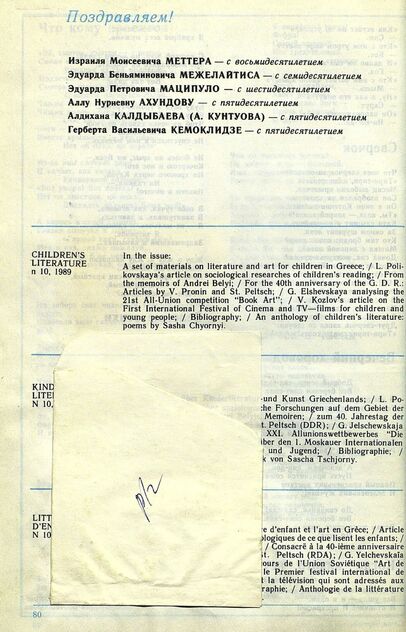 Поздравляем!
Израиля Моисеевича МЕТТЕРА — с восьмидесятилетием
Эдуарда Беньяминовича МЕЖЕЛАЙТИСА — с семидесятилетием
Эдуарда Петровича МАЦИПУЛО — с шестидесятилетием
Аллу Нуриевну АХУНДОВУ — с пятидесятилетием
Алдихана КАЛДЫБАЕВА (А. КУНТУОВА) — с пятидесятилетием
Герберта Васильевича КЕМОКЛИДЗЕ — с пятидесятилетием
CHILDREN'S
LITERATURE
n 10, 1989
In the issue:
A set of materials on literature and art for children in Greece; / L. Poli-
kovskaya's article on sociological researches of children's reading; / From
the memoirs of Andrei Belyi; / For the 40th anniversary of the G. D. R.:
Articles by V. Pronin and St. Peltsch; / G. Elshevskaya analysing the
21st All-Union competition "Book Art"; / V. Kozlov's article on the
First International Festival of Cinema and TV—films for children and
young people; / Bibliography; / An anthology of children's literature:
poems by Sasha Chyornyi.
KIND
LITE
N 10,
und Kunst Griechenlands; / L. Po-
che Forschungen auf dem Gebiet der
Memoiren; / zum 40. Jahrestag der
t. Peltsch (DDR); / G. Jelschewskaja
XXI. Allunionswettbewerbes "Die
ber den I. Moskauer Internationalen
und Jugend; / Bibliographie; /
k von Sascha Tschjorny.
LITT
D'EN
N 10
e d'enfant et l'art en Grèce; / Article
ologiques de ce que lisent les enfants; /
/ Consacré à la 40-ième anniversaire
St. Peltsch (RDA); / G. Yelchevskaïa
ours de l'Union Soviétique "Art de
le Premier festival international de
t la télévision qui sont adressés aux
raphie; / Anthologie de la littérature
80